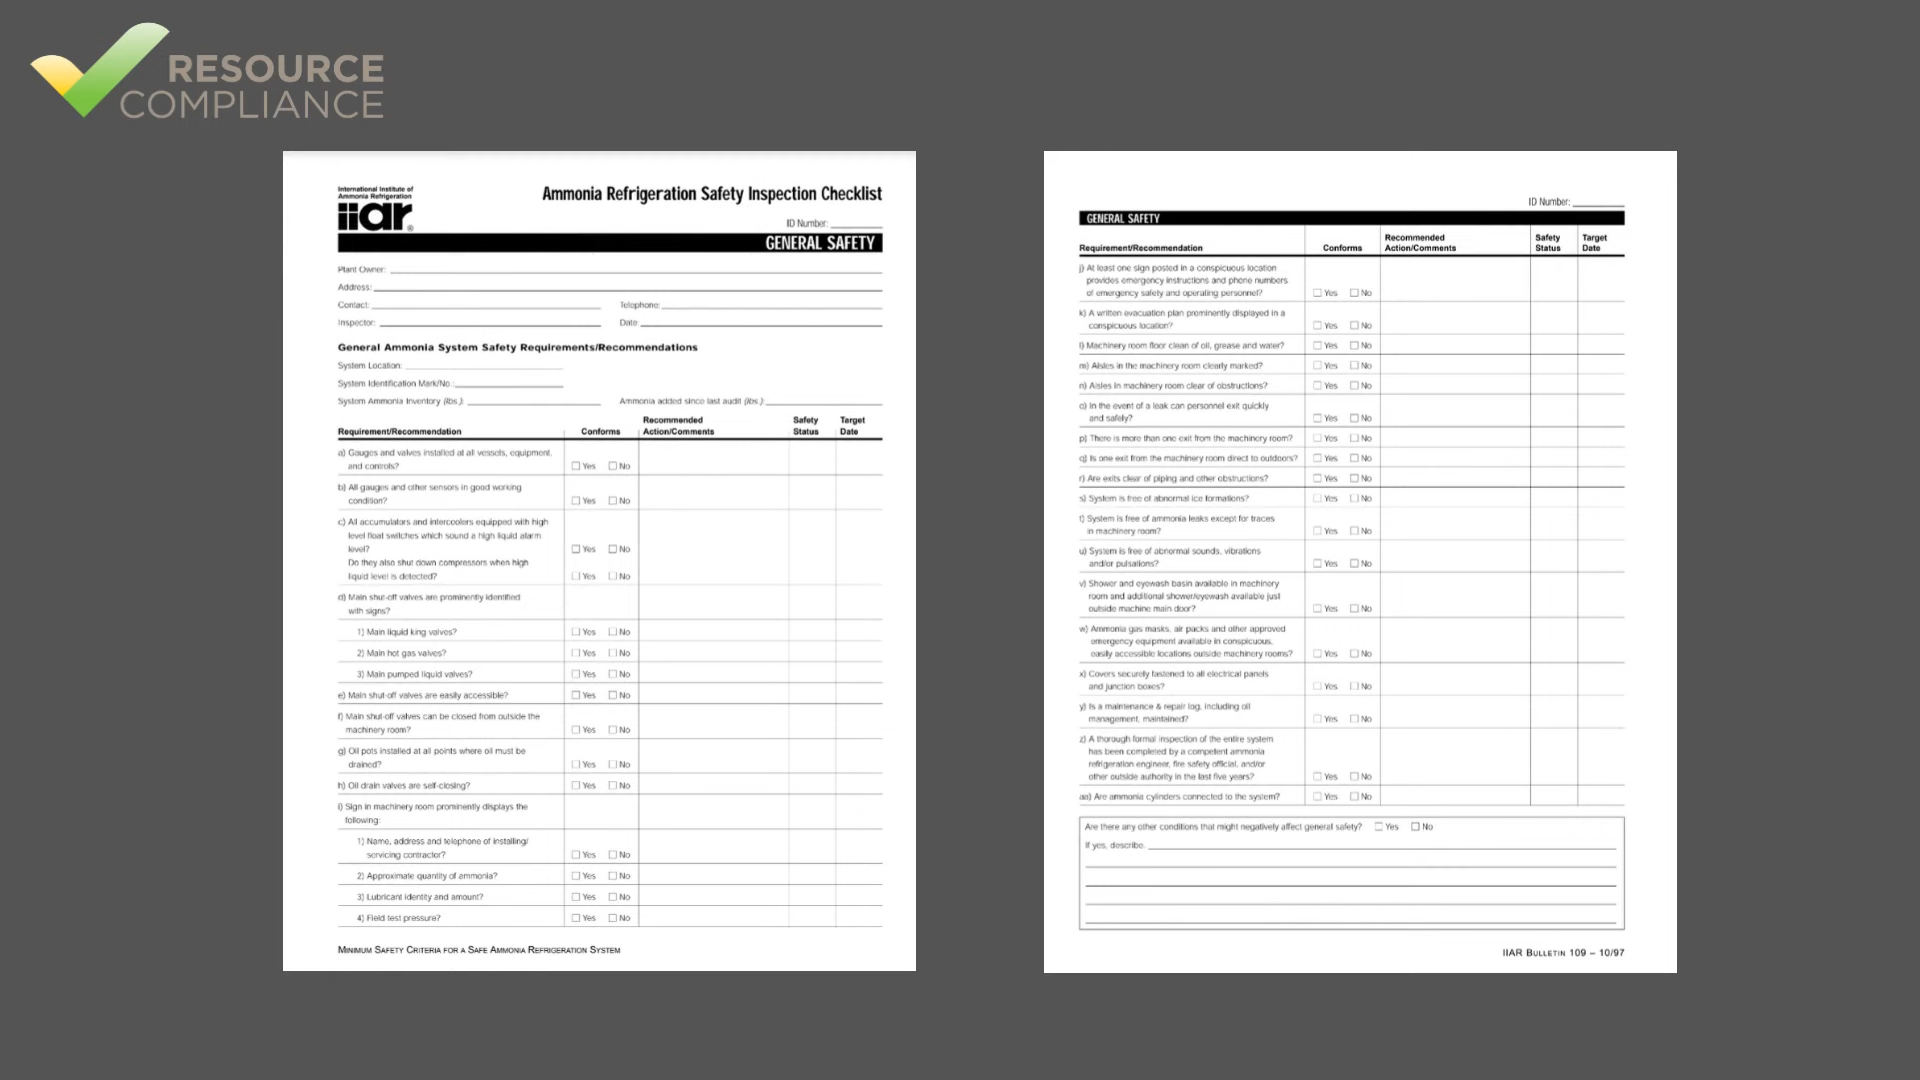 RESOURCE
COMPLIANCE
International Institute of
Ammonia Refrigeration
iiar®
Ammonia Refrigeration Safety Inspection Checklist
ID Number:
GENERAL SAFETY
Plant Owner:
Address:
Contact: Telephone:
Inspector: Date:
General Ammonia System Safety Requirements/Recommendations
System Location:
System Identification Mark/No.:
System Ammonia Inventory (lbs.): Ammonia added since last audit (lbs.):
Recommended Safety Target
Requirement/Recommendation Conforms Action/Comments Status Date
a) Gauges and valves installed at all vessels, equipment,
and controls? Yes No
b) All gauges and other sensors in good working
condition? Yes No
c) All accumulators and intercoolers equipped with high
level float switches which sound a high liquid alarm
level? Yes No
Do they also shut down compressors when high
liquid level is detected? Yes No
d) Main shut-off valves are prominently identified
with signs?
1) Main liquid king valves? Yes No
2) Main hot gas valves? Yes No
3) Main pumped liquid valves? Yes No
e) Main shut-off valves are easily accessible? Yes No
f) Main shut-off valves can be closed from outside the
machinery room? Yes No
g) Oil pots installed at all points where oil must be
drained? Yes No
h) Oil drain valves are self-closing? Yes No
i) Sign in machinery room prominently displays the
following:
1) Name, address and telephone of installing/
servicing contractor? Yes No
2) Approximate quantity of ammonia? Yes No
3) Lubricant identity and amount? Yes No
4) Field test pressure? Yes No
Minimum Safety Criteria for a Safe Ammonia Refrigeration System
ID Number:
GENERAL SAFETY
Recommended Safety Target
Requirement/Recommendation Conforms Action/Comments Status Date
j) At least one sign posted in a conspicuous location
provides emergency instructions and phone numbers
of emergency safety and operating personnel? Yes No
k) A written evacuation plan prominently displayed in a
conspicuous location? Yes No
l) Machinery room floor clean of oil, grease and water? Yes No
m) Aisles in the machinery room clearly marked? Yes No
n) Aisles in machinery room clear of obstructions? Yes No
o) In the event of a leak can personnel exit quickly
and safely? Yes No
p) There is more than one exit from the machinery room? Yes No
q) Is one exit from the machinery room direct to outdoors? Yes No
r) Are exits clear of piping and other obstructions? Yes No
s) System is free of abnormal ice formations? Yes No
t) System is free of ammonia leaks except for traces
in machinery room? Yes No
u) System is free of abnormal sounds, vibrations
and/or pulsations? Yes No
v) Shower and eyewash basin available in machinery
room and additional shower/eyewash available just
outside machine main door? Yes No
w) Ammonia gas masks, air packs and other approved
emergency equipment available in conspicuous,
easily accessible locations outside machinery rooms? Yes No
x) Covers securely fastened to all electrical panels
and junction boxes? Yes No
y) Is a maintenance & repair log, including oil
management, maintained? Yes No
z) A thorough formal inspection of the entire system
has been completed by a competent ammonia
refrigeration engineer, fire safety official, and/or
other outside authority in the last five years? Yes No
aa) Are ammonia cylinders connected to the system? Yes No
Are there any other conditions that might negatively affect general safety? Yes No
If yes, describe.
IIAR Bulletin 109 – 10/97